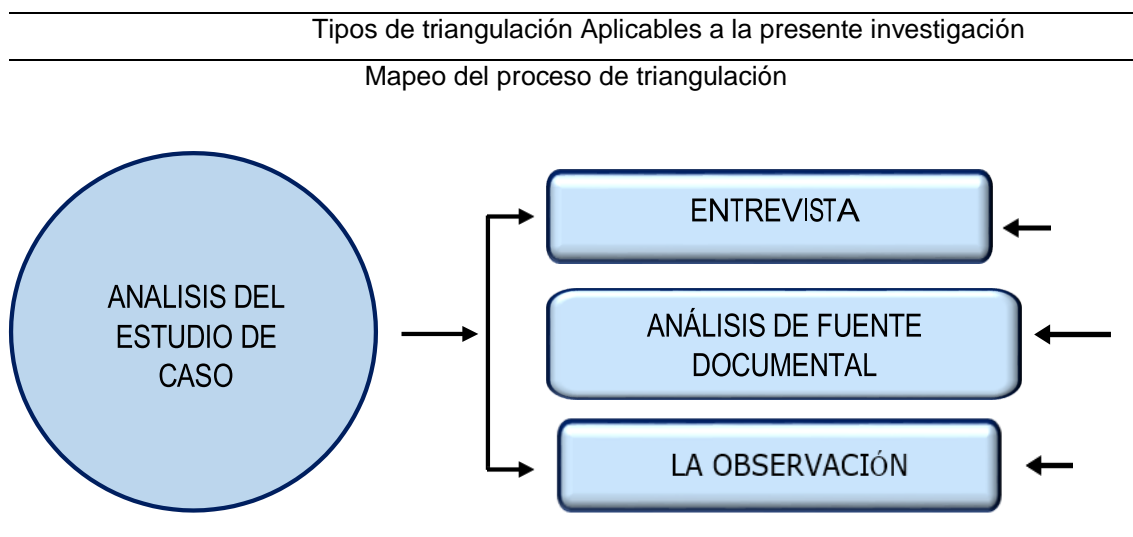 Tipos de triangulación Aplicables a la presente investigación
Mapeo del proceso de triangulación
ANALISIS DEL
ESTUDIO DE
CASO
ENTREVISTA
ANÁLISIS DE FUENTE
DOCUMENTAL
LA OBSERVACIÓN